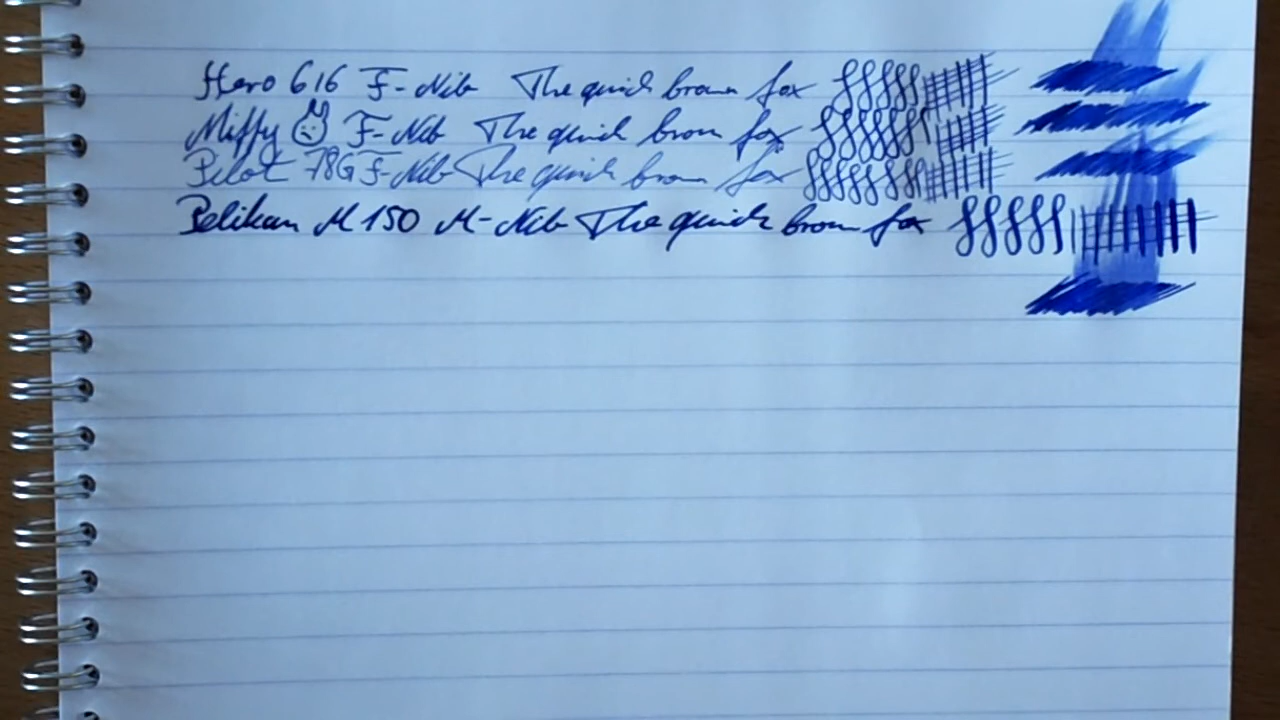 Hero 616 F-Nib The quick brown fox
Miffy F-Nib The quick brown fox
Pilot 78G F-Nib The quick brown fox
Pelikan M150 M-Nib The quick brown fox